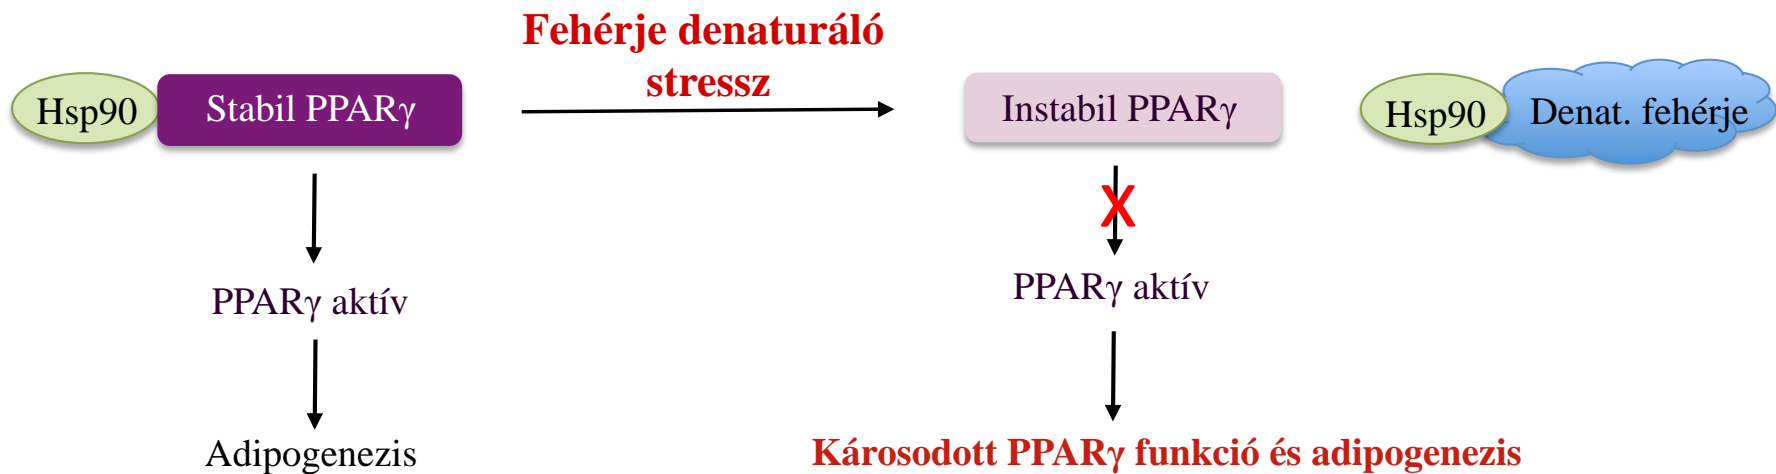 Fehérje denaturáló
stressz
Hsp90
Stabil PPARγ
Instabil PPARγ
Hsp90
Denat. fehérje
X
PPARγ aktív
PPARγ aktív
Adipogenezis
Károsodott PPARγ funkció és adipogenezis